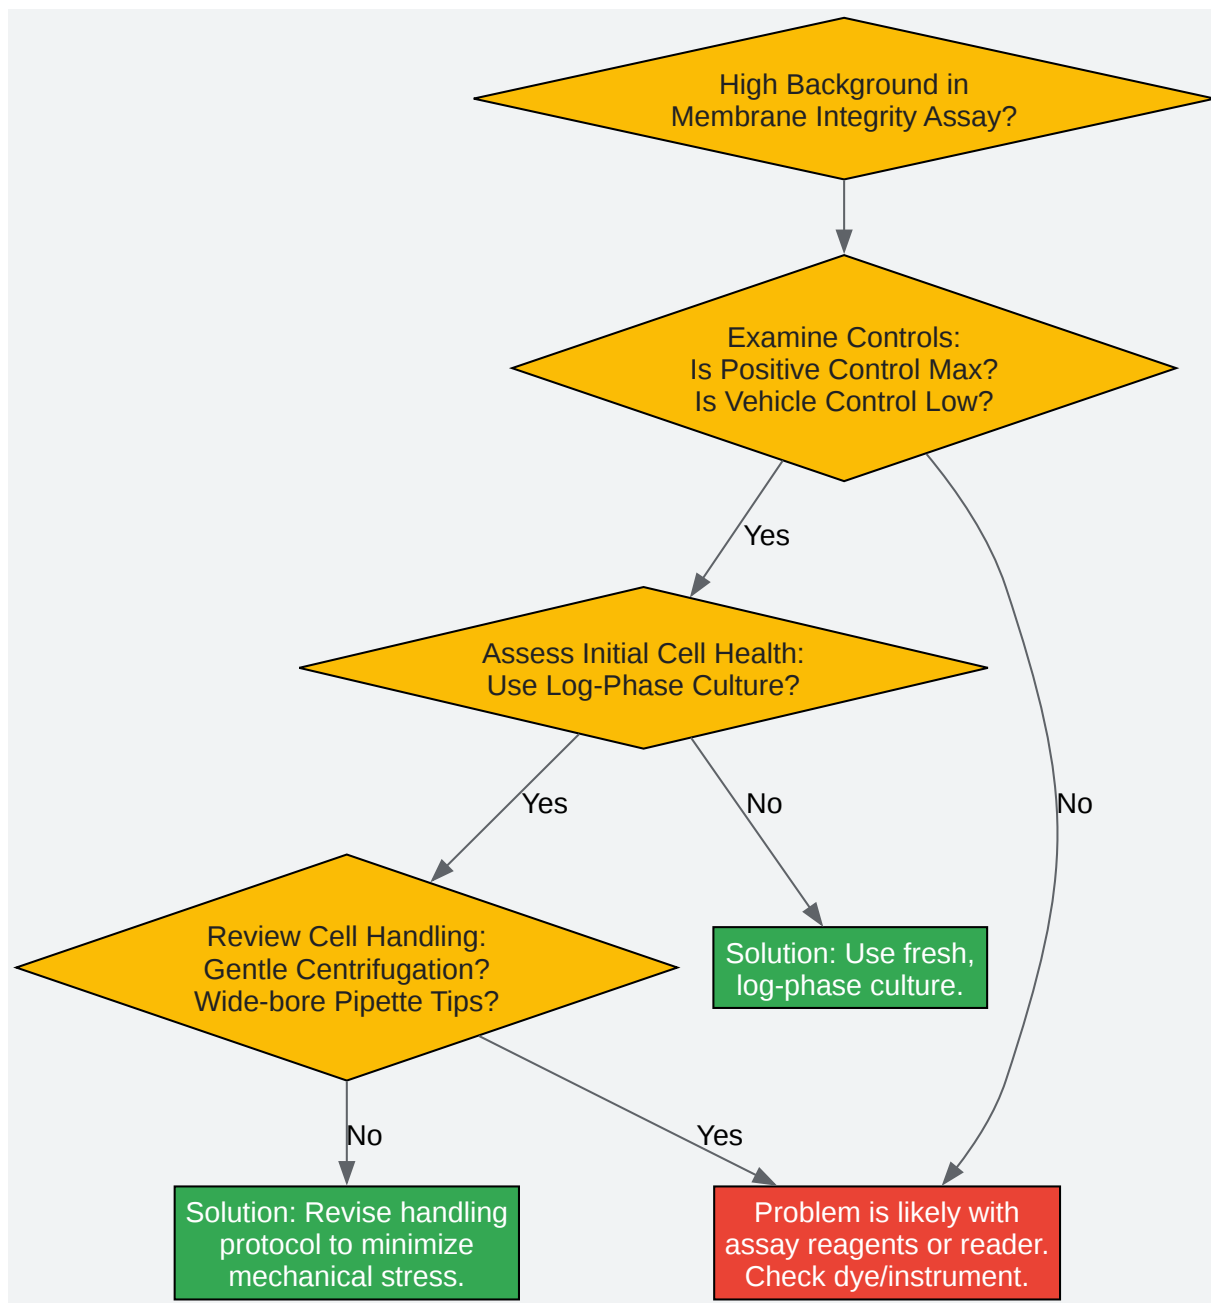 High Background in
Membrane Integrity Assay?
Examine Controls:
Is Positive Control Max?
Is Vehicle Control Low?
Yes
Assess Initial Cell Health:
Use Log-Phase Culture?
Yes
No
No
Review Cell Handling:
Gentle Centrifugation?
Wide-bore Pipette Tips?
Solution: Use fresh,
log-phase culture.
No
Yes
Solution: Revise handling
protocol to minimize
mechanical stress.
Problem is likely with
assay reagents or reader.
Check dye/instrument.